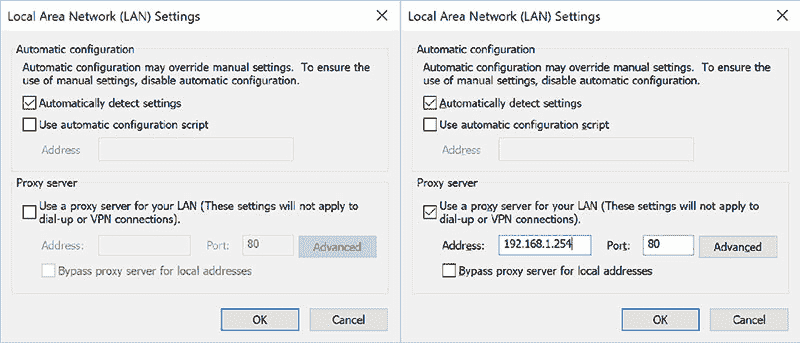 Local Area Network (LAN) Settings
Automatic configuration
Automatic configuration may override manual settings. To ensure the
use of manual settings, disable automatic configuration.
Automatically detect settings
Use automatic configuration script
Address
Proxy server
Use a proxy server for your LAN (These settings will not apply to
dial-up or VPN connections).
Address:
Port:
80
Advanced
Bypass proxy server for local addresses
OK
Cancel
Local Area Network (LAN) Settings
Automatic configuration
Automatic configuration may override manual settings. To ensure the
use of manual settings, disable automatic configuration.
Automatically detect settings
Use automatic configuration script
Address
Proxy server
Use a proxy server for your LAN (These settings will not apply to
dial-up or VPN connections).
Address:
192.168.1.254
Port:
80
Advanced
Bypass proxy server for local addresses
OK
Cancel